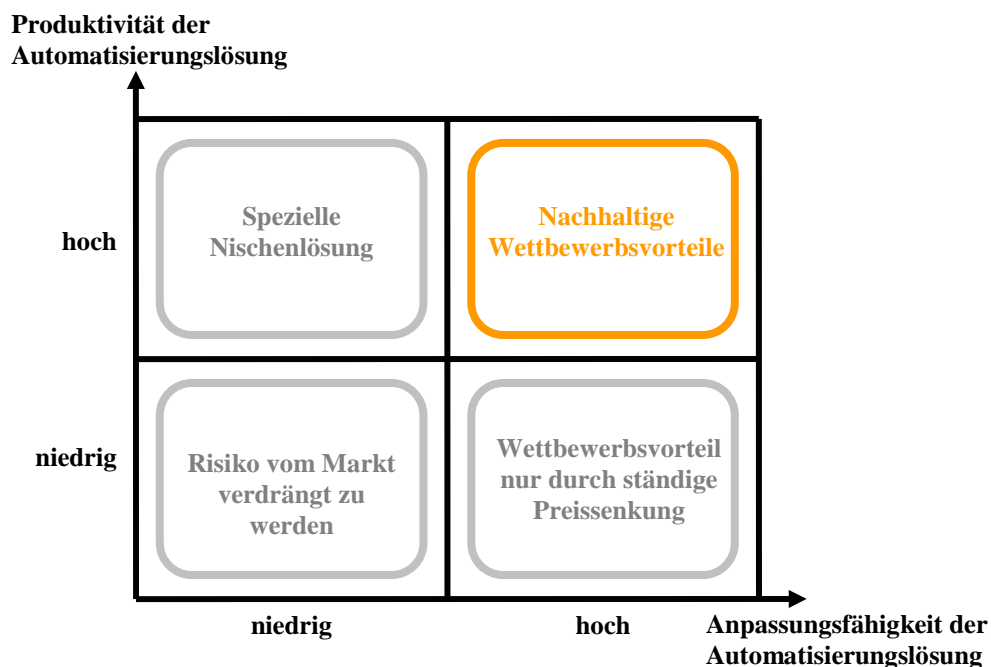 Produktivität der
Automatisierungslösung
hoch
Spezielle
Nischenlösung
Nachhaltige
Wettbewerbsvorteile
niedrig
Risiko vom Markt
verdrängt zu
werden
Wettbewerbsvorteil
nur durch ständige
Preissenkung
niedrig
hoch
Anpassungsfähigkeit der
Automatisierungslösung